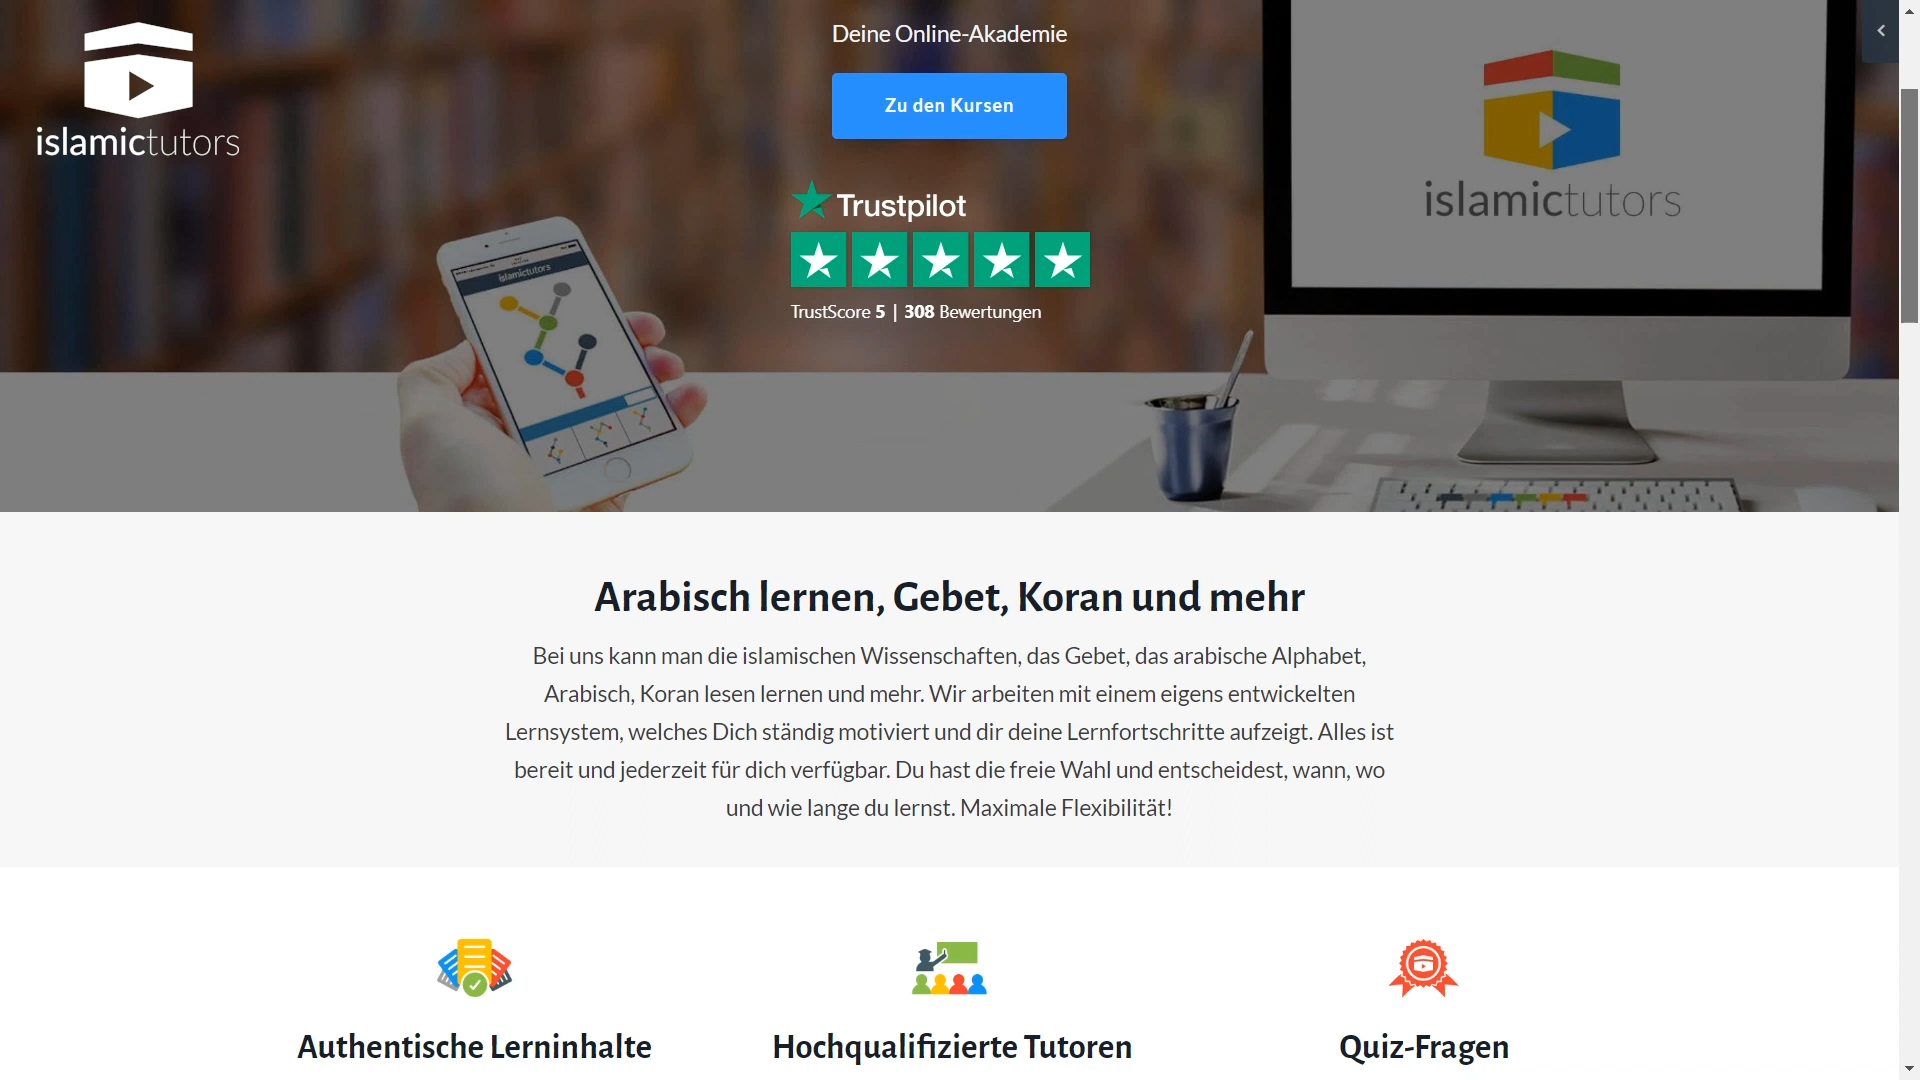 Deine Online-Akademie
Zu den Kursen
islamictutors
islamictutors
Trustpilot
islamictutors
TrustScore 5 | 308 Bewertungen
Arabisch lernen, Gebet, Koran und mehr
Bei uns kann man die islamischen Wissenschaften, das Gebet, das arabische Alphabet,
Arabisch, Koran lesen lernen und mehr. Wir arbeiten mit einem eigens entwickelten
Lernsystem, welches Dich ständig motiviert und dir deine Lernfortschritte aufzeigt. Alles ist
bereit und jederzeit für dich verfügbar. Du hast die freie Wahl und entscheidest, wann, wo
und wie lange du lernst. Maximale Flexibilität!
Authentische Lerninhalte
Hochqualifizierte Tutoren
Quiz-Fragen